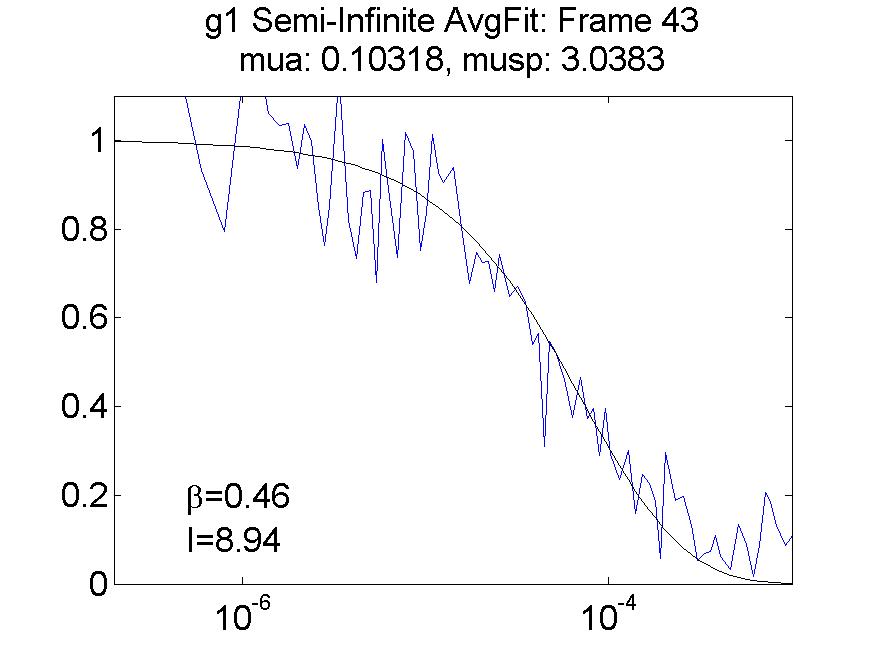 g1 Semi-Infinite AvgFit: Frame 43
mua: 0.10318, musp: 3.0383
1
0.8
0.6
0.4
0.2
0
β=0.46
I=8.94
10^-6
10^-4